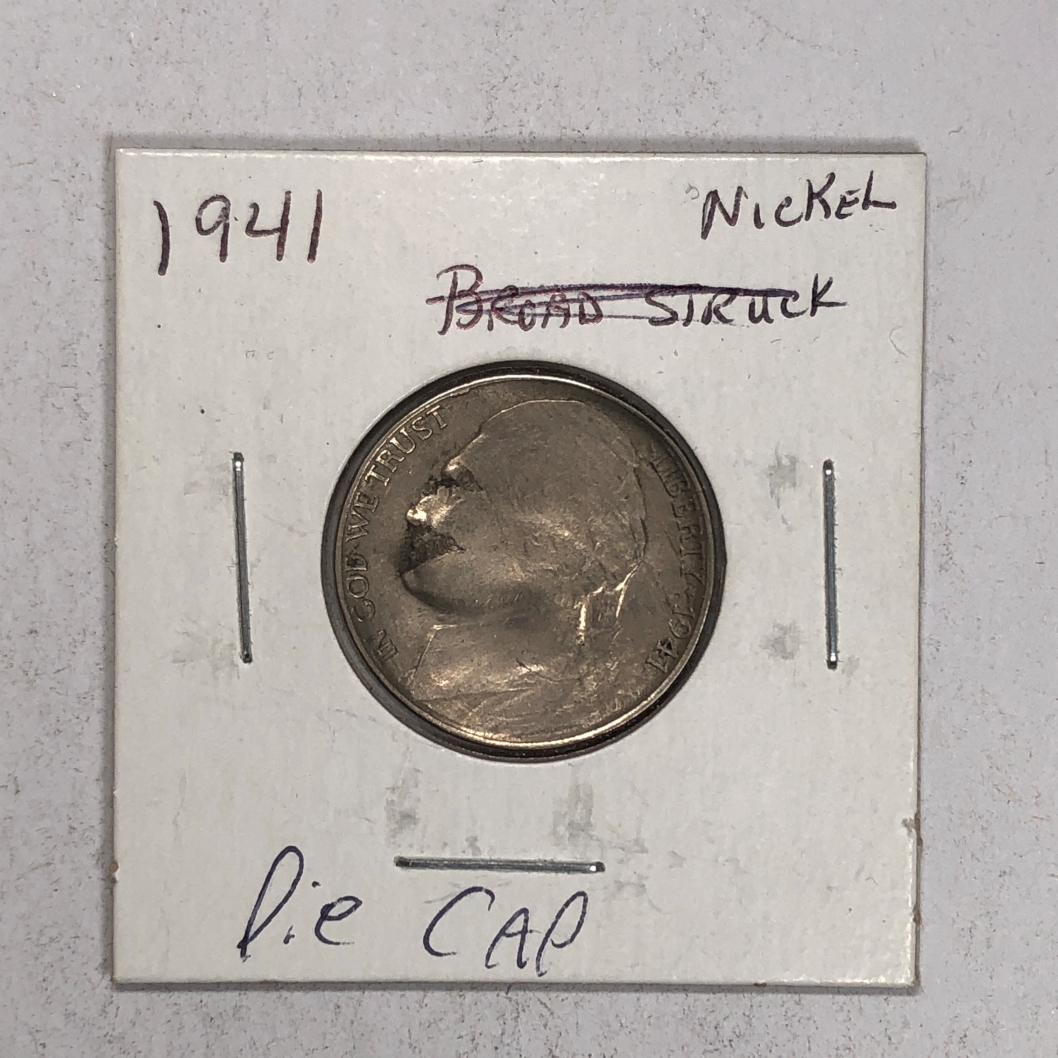 1941
NICKEL
BROAD STRUCK
IN GOD WE TRUST
LIBERTY 1941
Die CAP